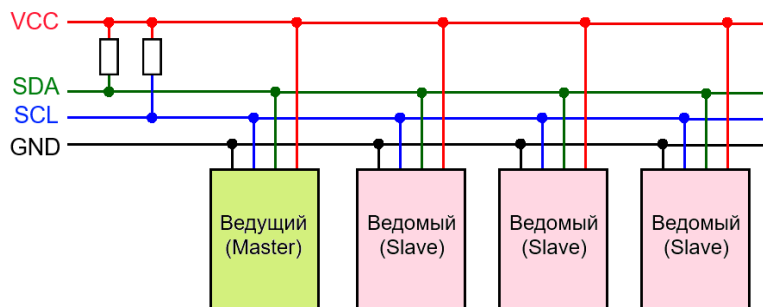 VCC
SDA
SCL
GND
Ведущий
(Master)
Ведомый
(Slave)
Ведомый
(Slave)
Ведомый
(Slave)